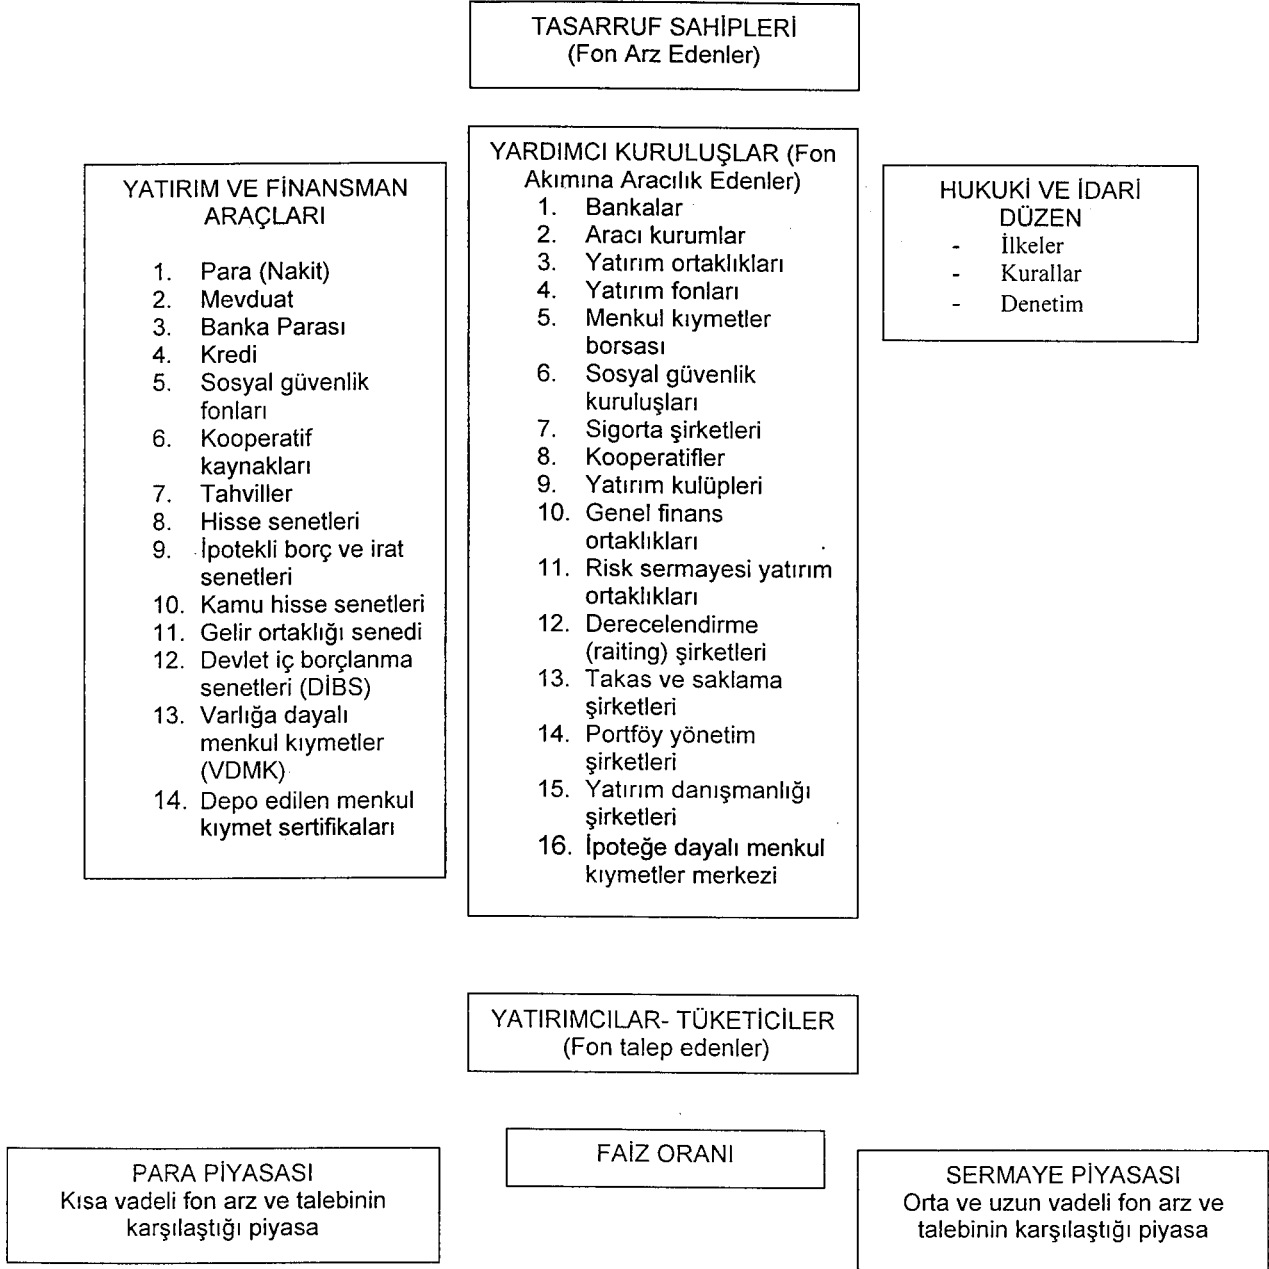 TASARRUF SAHİPLERİ
(Fon Arz Edenler)
YATIRIM VE FİNANSMAN
ARAÇLARI
1. Para (Nakit)
2. Mevduat
3. Banka Parası
4. Kredi
5. Sosyal güvenlik
fonları
6. Kooperatif
kaynakları
7. Tahviller
8. Hisse senetleri
9. İpotekli borç ve irat
senetleri
10. Kamu hisse senetleri
11. Gelir ortaklığı senedi
12. Devlet iç borçlanma
senetleri (DİBS)
13. Varlığa dayalı
menkul kıymetler
(VDMK)
14. Depo edilen menkul
kıymet sertifikaları
YARDIMCI KURULUŞLAR (Fon
Akımına Aracılık Edenler)
1. Bankalar
2. Aracı kurumlar
3. Yatırım ortaklıkları
4. Yatırım fonları
5. Menkul kıymetler
borsası
6. Sosyal güvenlik
kuruluşları
7. Sigorta şirketleri
8. Kooperatifler
9. Yatırım kulüpleri
10. Genel finans
ortaklıkları
11. Risk sermayesi yatırım
ortaklıkları
12. Derecelendirme
(raiting) şirketleri
13. Takas ve saklama
şirketleri
14. Portföy yönetim
şirketleri
15. Yatırım danışmanlığı
şirketleri
16. İpoteğe dayalı menkul
kıymetler merkezi
HUKUKİ VE İDARİ
DÜZEN
- İlkeler
- Kurallar
- Denetim
YATIRIMCILAR- TÜKETİCİLER
(Fon talep edenler)
FAİZ ORANI
PARA PİYASASI
Kısa vadeli fon arz ve talebinin
karşılaştığı piyasa
SERMAYE PİYASASI
Orta ve uzun vadeli fon arz ve
talebinin karşılaştığı piyasa